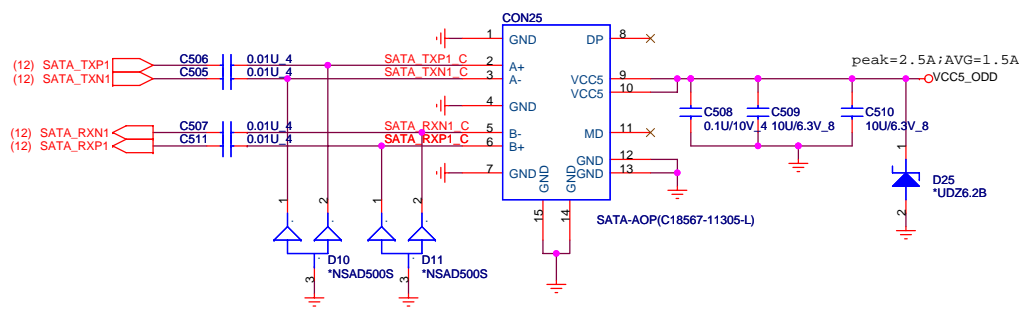 CON25
1 GND DP 8
peak=2.5A;AVG=1.5A
(12) SATA_TXP1 C506 0.01U_4 SATA_TXP1_C 2 A+
(12) SATA_TXN1 C505 0.01U_4 SATA_TXN1_C 3 A- VCC5 9 VCC5_ODD
VCC5 10
4 GND
C508 0.1U/10V_4
C509 10U/6.3V_8
C510 10U/6.3V_8
(12) SATA_RXN1 C507 0.01U_4 SATA_RXN1_C 5 B- MD 11
(12) SATA_RXP1 C511 0.01U_4 SATA_RXP1_C 6 B+
GND 12
7 GND GND 13
GND GND
15 14
SATA-AOP(C18567-11305-L)
1
D25
*UDZ6.2B
2
1 2 1 2
D10
*NSAD500S
3
D11
*NSAD500S
3